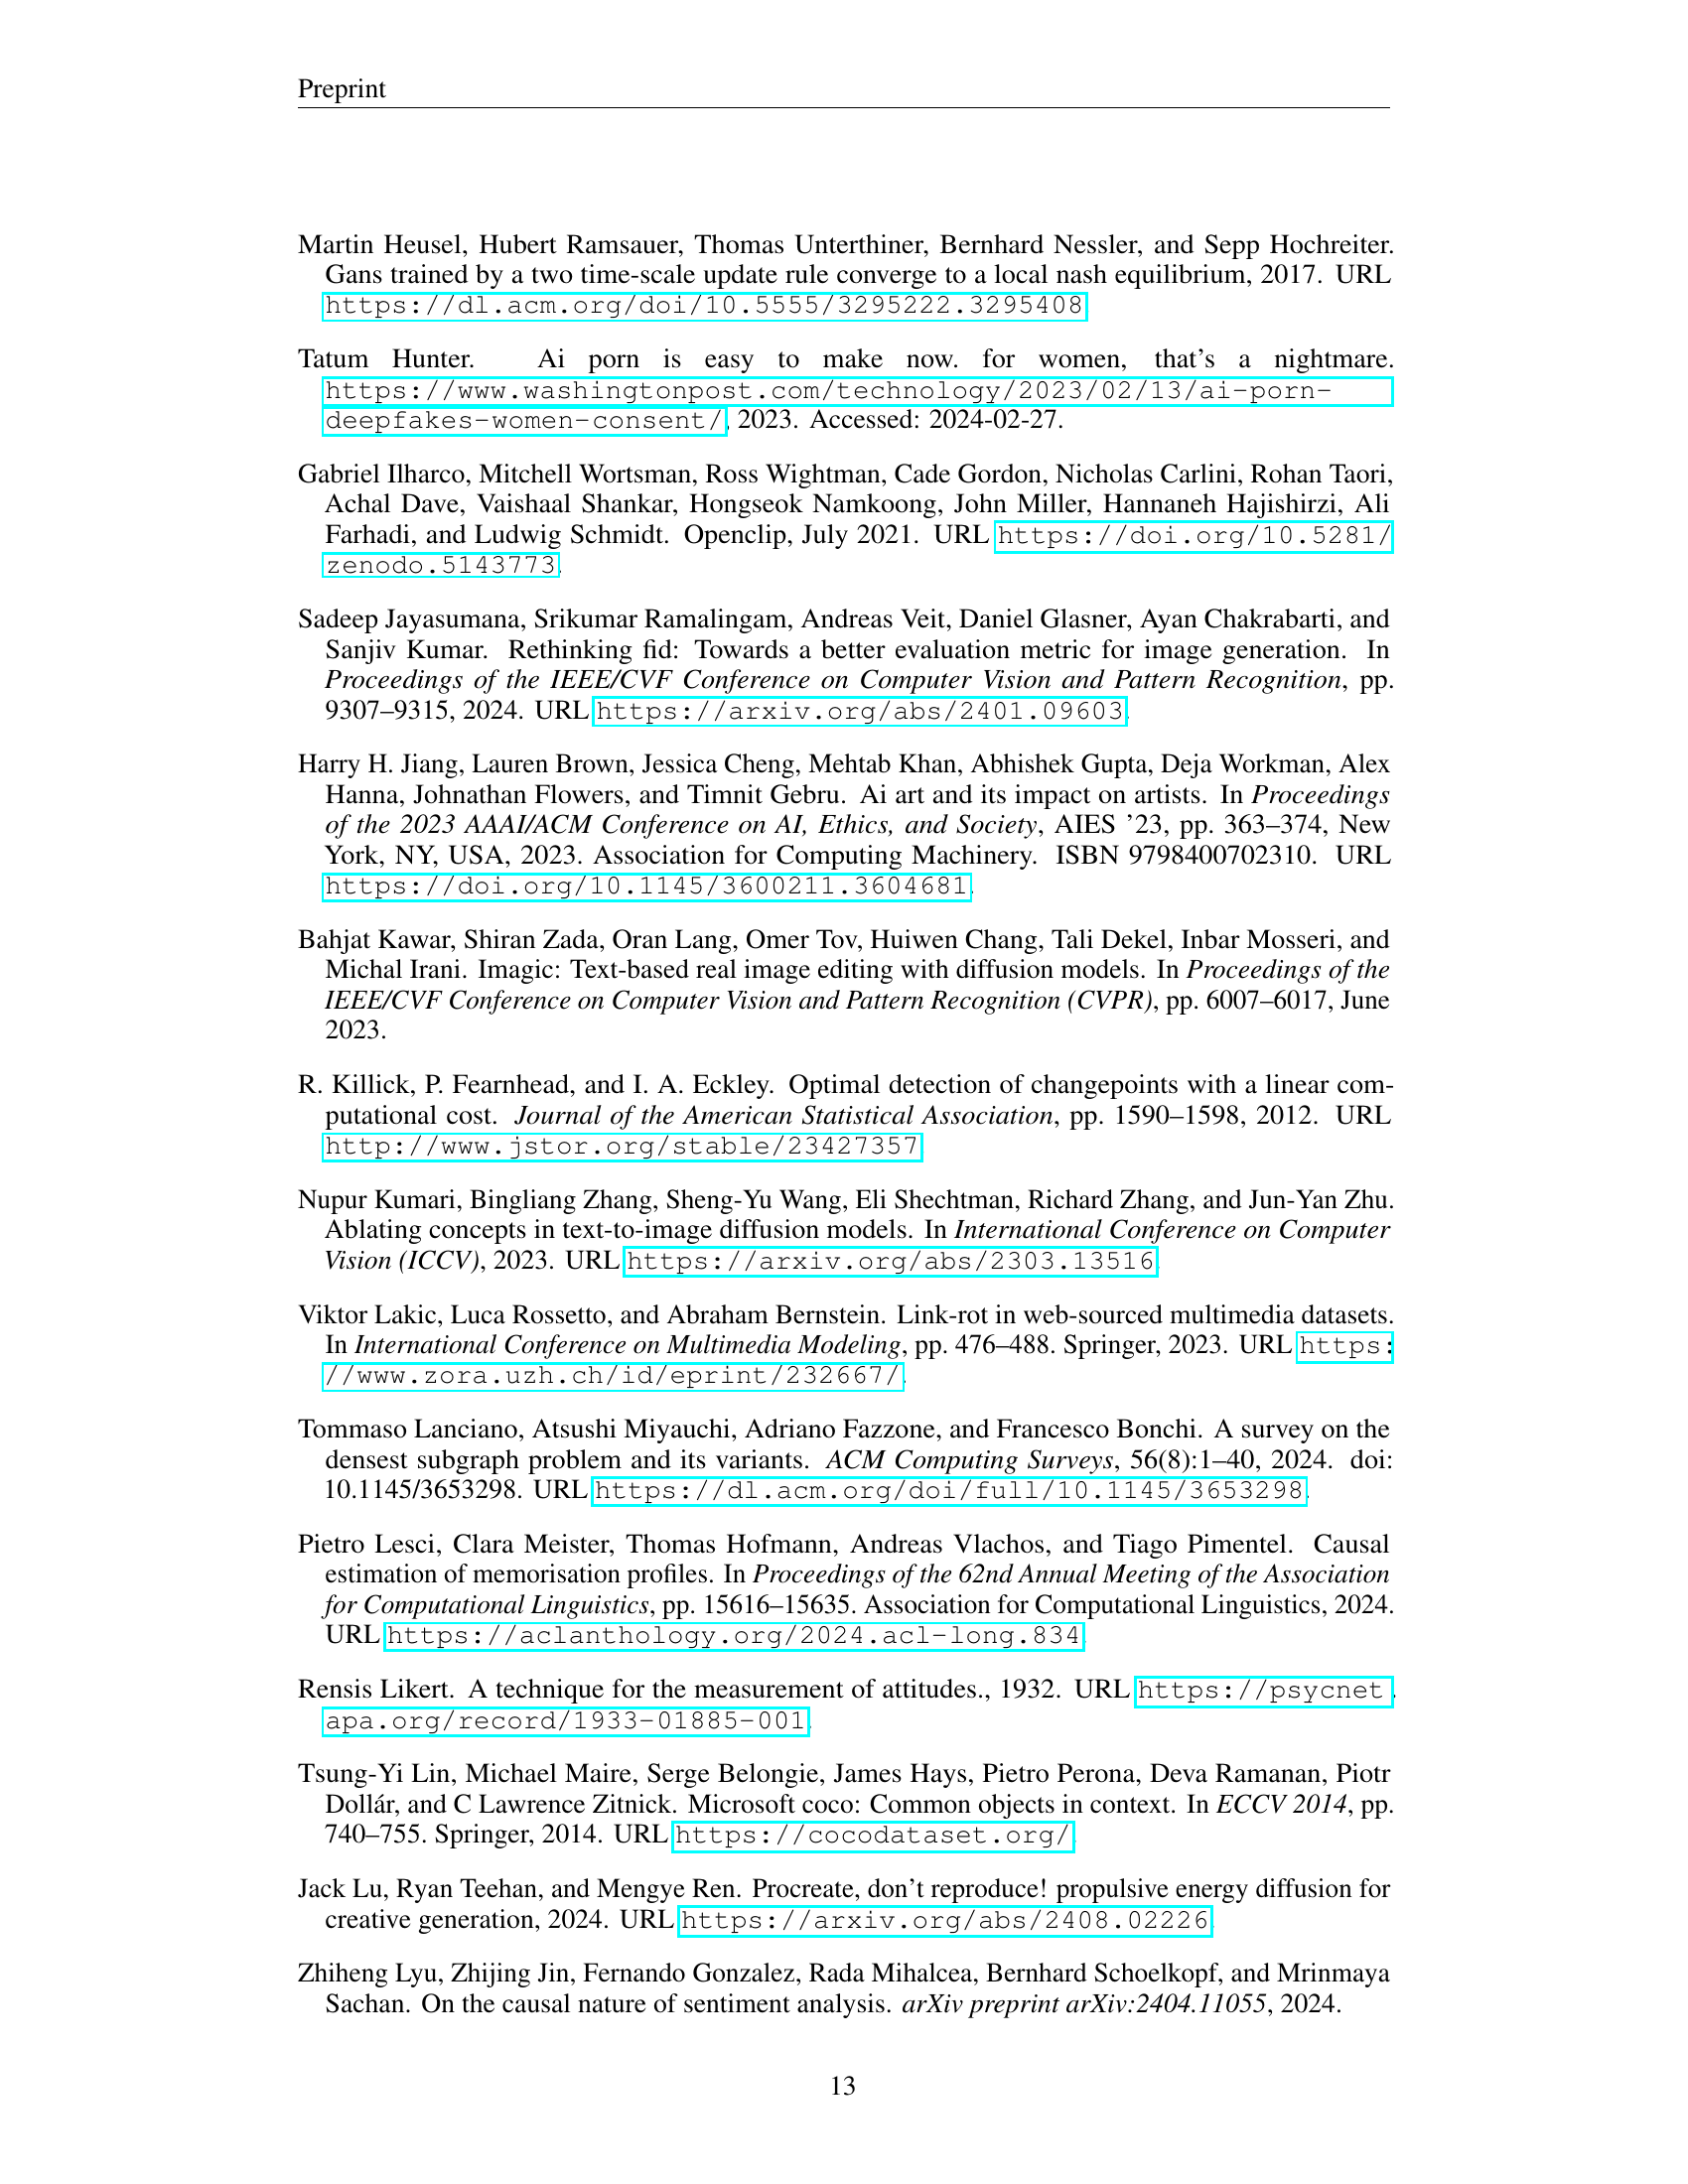 Preprint
Martin Heusel, Hubert Ramsauer, Thomas Unterthiner, Bernhard Nessler, and Sepp Hochreiter.
Gans trained by a two time-scale update rule converge to a local nash equilibrium, 2017. URL
https://dl.acm.org/doi/10.5555/3295222.3295408.
Tatum Hunter. Ai porn is easy to make now. for women, that's a nightmare.
https://www.washingtonpost.com/technology/2023/02/13/ai-porn-
deepfakes-women-consent/, 2023. Accessed: 2024-02-27.
Gabriel Ilharco, Mitchell Wortsman, Ross Wightman, Cade Gordon, Nicholas Carlini, Rohan Taori,
Achal Dave, Vaishaal Shankar, Hongseok Namkoong, John Miller, Hannaneh Hajishirzi, Ali
Farhadi, and Ludwig Schmidt. Openclip, July 2021. URL https://doi.org/10.5281/
zenodo.5143773.
Sadeep Jayasumana, Srikumar Ramalingam, Andreas Veit, Daniel Glasner, Ayan Chakrabarti, and
Sanjiv Kumar. Rethinking fid: Towards a better evaluation metric for image generation. In
Proceedings of the IEEE/CVF Conference on Computer Vision and Pattern Recognition, pp.
9307–9315, 2024. URL https://arxiv.org/abs/2401.09603.
Harry H. Jiang, Lauren Brown, Jessica Cheng, Mehtab Khan, Abhishek Gupta, Deja Workman, Alex
Hanna, Johnathan Flowers, and Timnit Gebru. Ai art and its impact on artists. In Proceedings
of the 2023 AAAI/ACM Conference on AI, Ethics, and Society, AIES '23, pp. 363–374, New
York, NY, USA, 2023. Association for Computing Machinery. ISBN 9798400702310. URL
https://doi.org/10.1145/3600211.3604681.
Bahjat Kawar, Shiran Zada, Oran Lang, Omer Tov, Huiwen Chang, Tali Dekel, Inbar Mosseri, and
Michal Irani. Imagic: Text-based real image editing with diffusion models. In Proceedings of the
IEEE/CVF Conference on Computer Vision and Pattern Recognition (CVPR), pp. 6007–6017, June
2023.
R. Killick, P. Fearnhead, and I. A. Eckley. Optimal detection of changepoints with a linear com-
putational cost. Journal of the American Statistical Association, pp. 1590–1598, 2012. URL
http://www.jstor.org/stable/23427357.
Nupur Kumari, Bingliang Zhang, Sheng-Yu Wang, Eli Shechtman, Richard Zhang, and Jun-Yan Zhu.
Ablating concepts in text-to-image diffusion models. In International Conference on Computer
Vision (ICCV), 2023. URL https://arxiv.org/abs/2303.13516.
Viktor Lakic, Luca Rossetto, and Abraham Bernstein. Link-rot in web-sourced multimedia datasets.
In International Conference on Multimedia Modeling, pp. 476–488. Springer, 2023. URL https:
//www.zora.uzh.ch/id/eprint/232667/.
Tommaso Lanciano, Atsushi Miyauchi, Adriano Fazzone, and Francesco Bonchi. A survey on the
densest subgraph problem and its variants. ACM Computing Surveys, 56(8):1–40, 2024. doi:
10.1145/3653298. URL https://dl.acm.org/doi/full/10.1145/3653298.
Pietro Lesci, Clara Meister, Thomas Hofmann, Andreas Vlachos, and Tiago Pimentel. Causal
estimation of memorisation profiles. In Proceedings of the 62nd Annual Meeting of the Association
for Computational Linguistics, pp. 15616–15635. Association for Computational Linguistics, 2024.
URL https://aclanthology.org/2024.acl-long.834.
Rensis Likert. A technique for the measurement of attitudes., 1932. URL https://psycnet.
apa.org/record/1933-01885-001.
Tsung-Yi Lin, Michael Maire, Serge Belongie, James Hays, Pietro Perona, Deva Ramanan, Piotr
Dollár, and C Lawrence Zitnick. Microsoft coco: Common objects in context. In ECCV 2014, pp.
740–755. Springer, 2014. URL https://cocodataset.org/.
Jack Lu, Ryan Teehan, and Mengye Ren. Procreate, don't reproduce! propulsive energy diffusion for
creative generation, 2024. URL https://arxiv.org/abs/2408.02226.
Zhiheng Lyu, Zhijing Jin, Fernando Gonzalez, Rada Mihalcea, Bernhard Schoelkopf, and Mrinmaya
Sachan. On the causal nature of sentiment analysis. arXiv preprint arXiv:2404.11055, 2024.
13